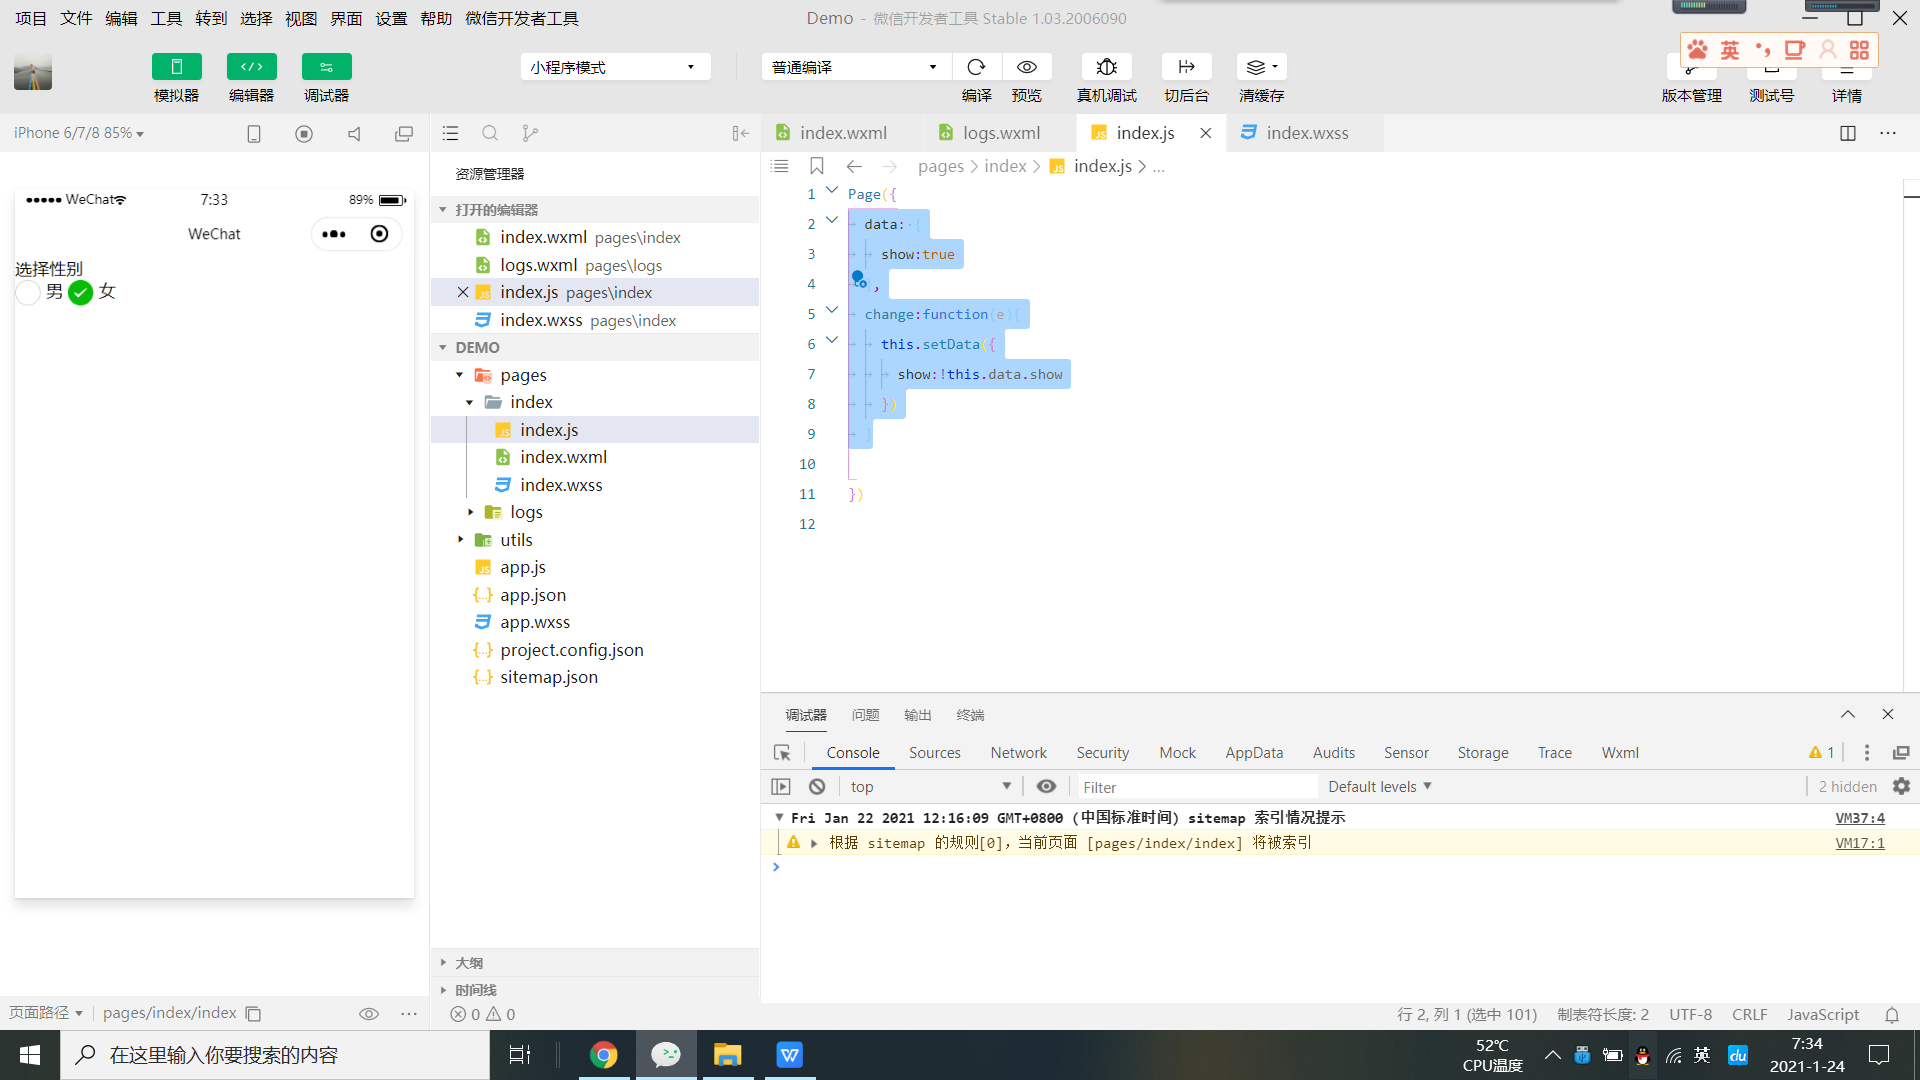 项目 文件 编辑 工具 转到 选择 视图 界面 设置 帮助 微信开发者工具
Demo - 微信开发者工具 Stable 1.03.2006090
模拟器 编辑器 调试器
小程序模式
普通编译
编译 预览 真机调试 切后台 清缓存
英
版本管理 测试号 详情
iPhone 6/7/8 85%
WeChat 7:33 89%
WeChat
选择性别
男 女
资源管理器
打开的编辑器
index.wxml pages\index
logs.wxml pages\logs
index.js pages\index
index.wxss pages\index
DEMO
pages
index
index.js
index.wxml
index.wxss
logs
utils
app.js
app.json
app.wxss
project.config.json
sitemap.json
大纲
时间线
index.wxml logs.wxml index.js index.wxss
pages > index > index.js > ...
1 Page({
2 data: {
3 show:true
4 ,
5 change:function(e){
6 this.setData({
7 show:!this.data.show
8 })
9 }
10
11 })
12
调试器 问题 输出 终端
Console Sources Network Security Mock AppData Audits Sensor Storage Trace Wxml 1
top Filter Default levels 2 hidden
Fri Jan 22 2021 12:16:09 GMT+0800 (中国标准时间) sitemap 索引情况提示 VM37:4
根据 sitemap 的规则[0]，当前页面 [pages/index/index] 将被索引 VM17:1
页面路径 pages/index/index
0 0
行 2, 列 1 (选中 101) 制表符长度: 2 UTF-8 CRLF JavaScript
在这里输入你要搜索的内容
52℃
CPU温度
英
du
7:34
2021-1-24